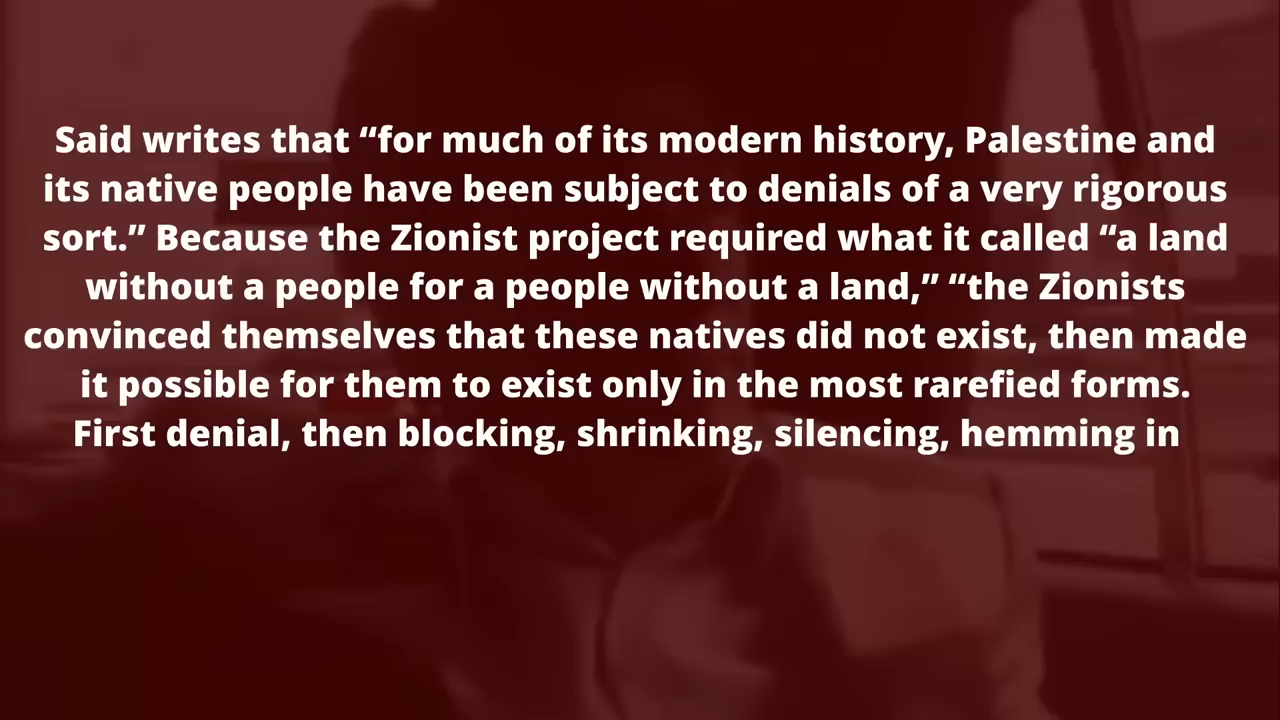 Said writes that “for much of its modern history, Palestine and
its native people have been subject to denials of a very rigorous
sort.” Because the Zionist project required what it called “a land
without a people for a people without a land,” “the Zionists
convinced themselves that these natives did not exist, then made
it possible for them to exist only in the most rarefied forms.
First denial, then blocking, shrinking, silencing, hemming in